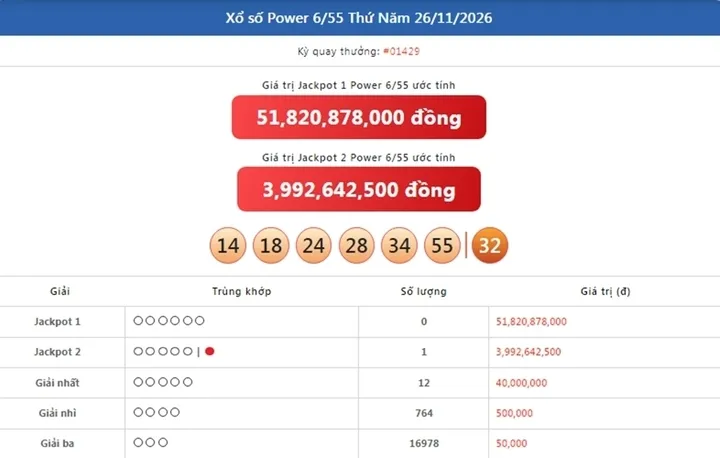 Xổ số Power 6/55 Thứ Năm 26/11/2026
Kỳ quay thưởng: #01429
Giá trị Jackpot 1 Power 6/55 ước tính
51,820,878,000 đồng
Giá trị Jackpot 2 Power 6/55 ước tính
3,992,642,500 đồng
14 18 24 28 34 55 | 32
Giải Trùng khớp Số lượng Giá trị (đ)
Jackpot 1 0 51,820,878,000
Jackpot 2 | 1 3,992,642,500
Giải nhất 12 40,000,000
Giải nhì 764 500,000
Giải ba 16978 50,000